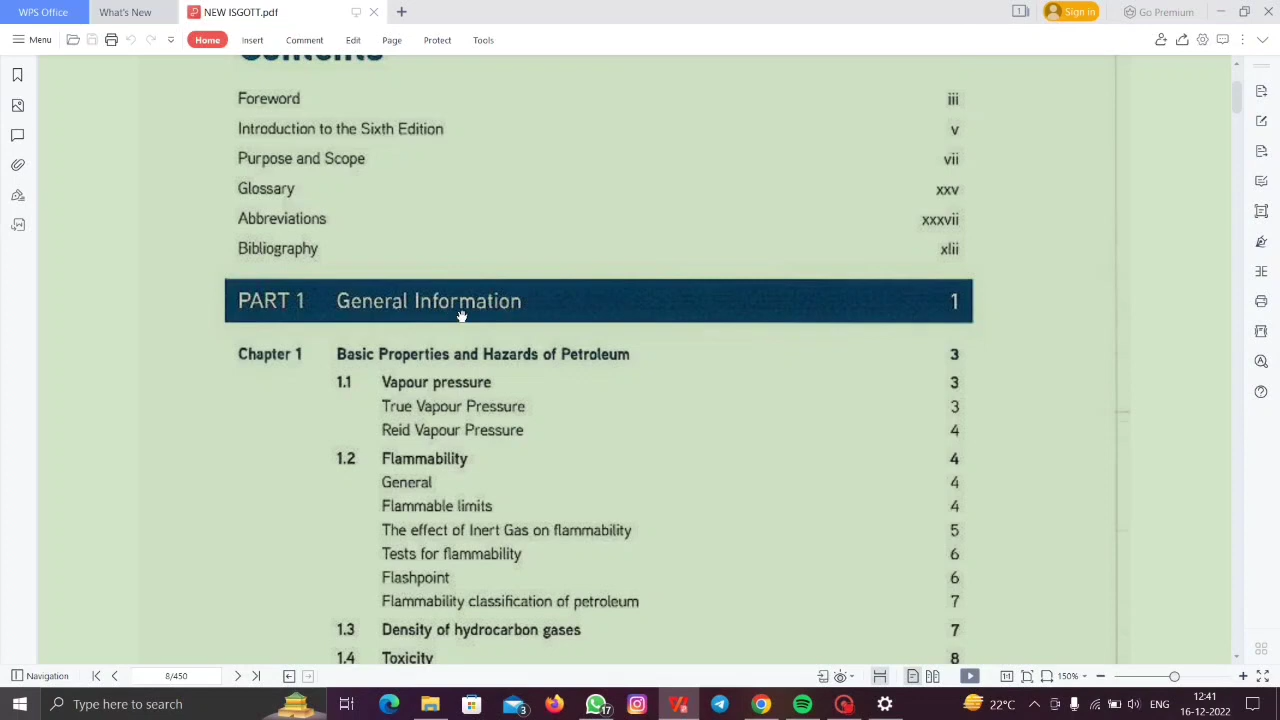 WPS Office What's New NEW ISGOTT.pdf Sign in Go Premium
Menu Home Insert Comment Edit Page Protect Tools
Contents
Foreword iii
Introduction to the Sixth Edition v
Purpose and Scope vii
Glossary xxv
Abbreviations xxxvii
Bibliography xlii
PART 1 General Information 1
Chapter 1 Basic Properties and Hazards of Petroleum 3
1.1 Vapour pressure 3
True Vapour Pressure 3
Reid Vapour Pressure 4
1.2 Flammability 4
General 4
Flammable limits 4
The effect of Inert Gas on flammability 5
Tests for flammability 6
Flashpoint 6
Flammability classification of petroleum 7
1.3 Density of hydrocarbon gases 7
1.4 Toxicity 8
Navigation 8/450 150%
Type here to search 3 17 22°C ENG 12:41
16-12-2022